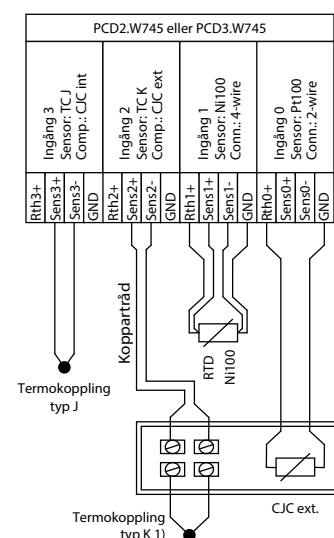 PCD2.W745 eller PCD3.W745
Ingång 3
Sensor: TC J
Comp.: CJC int
Ingång 2
Sensor: TC K
Comp.: CJC ext
Ingång 1
Sensor: Ni100
Conn.: 4-wire
Ingång 0
Sensor: Pt100
Conn.: 2-wire
Rth3+
Sens3+
Sens3-
GND
Rth2+
Sens2+
Sens2-
GND
Rth1+
Sens1+
Sens1-
GND
Rth0+
Sens0+
Sens0-
GND
Koppartråd
RTD
Ni100
Termokoppling
typ J
CJC ext.
Termokoppling
typ K 1)